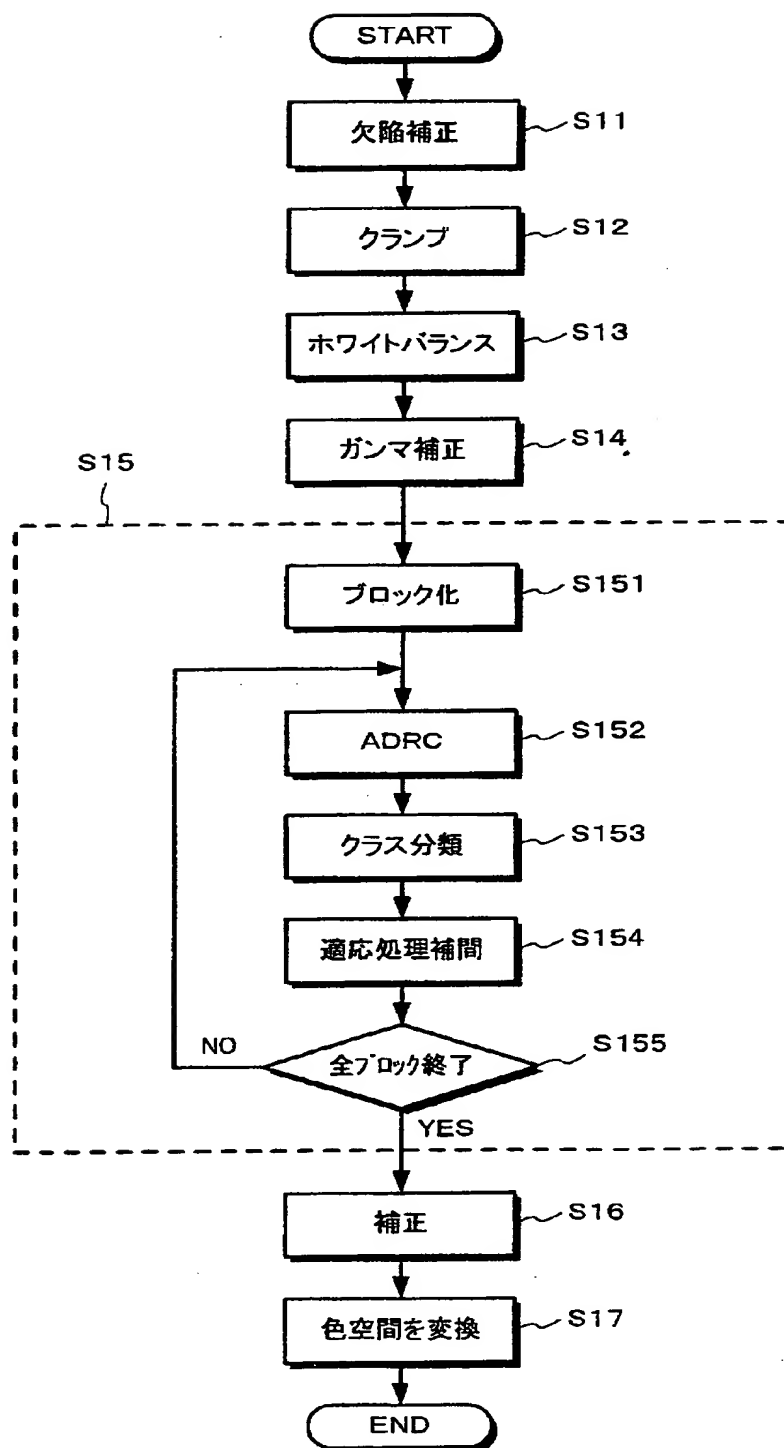 START
欠陥補正
S11
クランプ
S12
ホワイトバランス
S13
ガンマ補正
S14
S15
ブロック化
S151
ADRC
S152
クラス分類
S153
適応処理補間
S154
全ブロック終了
S155
NO
YES
補正
S16
色空間を変換
S17
END